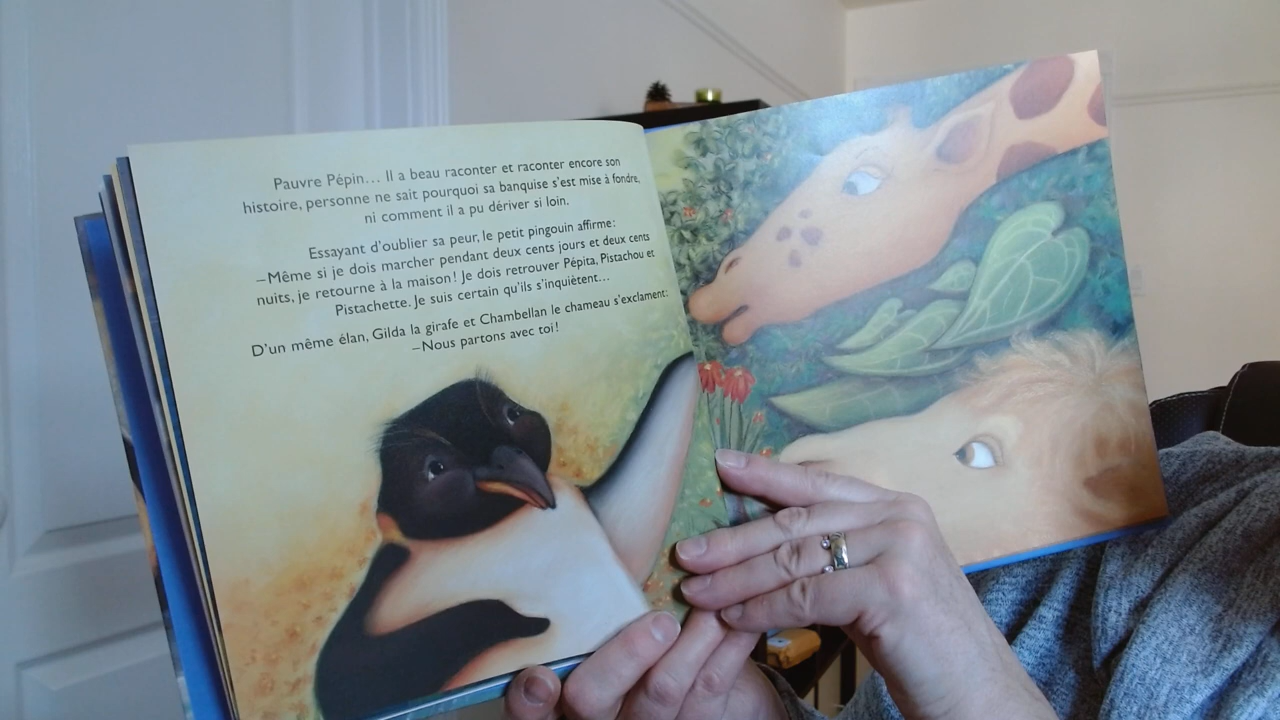 Pauvre Pépin... Il a beau raconter et raconter encore son
histoire, personne ne sait pourquoi sa banquise s'est mise à fondre,
ni comment il a pu dériver si loin.
Essayant d'oublier sa peur, le petit pingouin affirme:
–Même si je dois marcher pendant deux cents jours et deux cents
nuits, je retourne à la maison! Je dois retrouver Pépita, Pistachou et
Pistachette. Je suis certain qu'ils s'inquiètent...
D'un même élan, Gilda la girafe et Chambellan le chameau s'exclament:
–Nous partons avec toi!